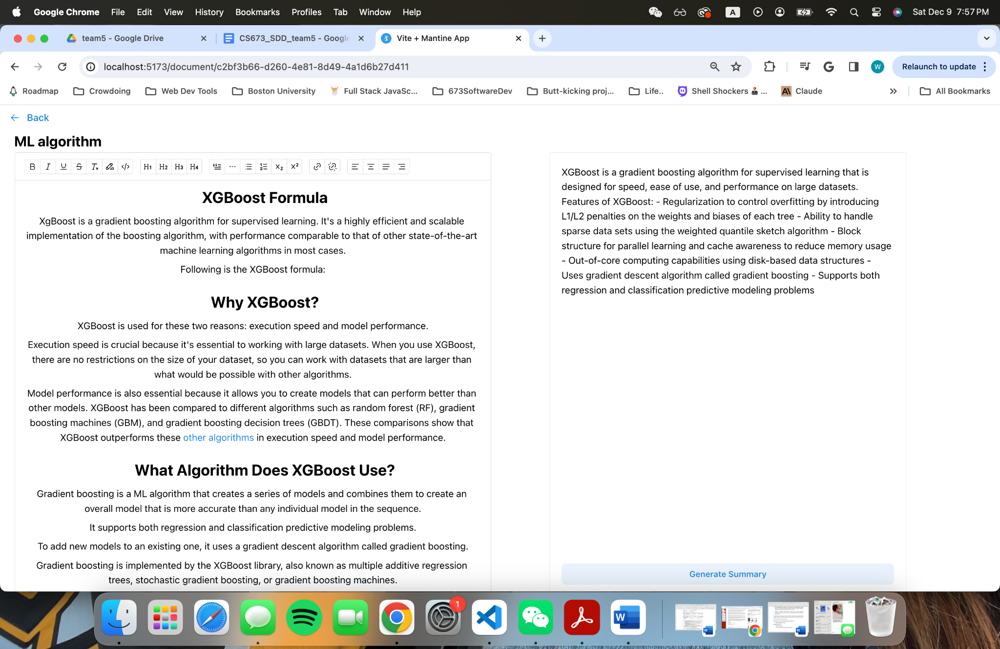 Google Chrome File Edit View History Bookmarks Profiles Tab Window Help A Sat Dec 9 7:57 PM
team5 - Google Drive CS673_SDD_team5 - Google Vite + Mantine App
localhost:5173/document/c2bf3b66-d260-4e81-8d49-4a1d6b27d411 W Relaunch to update
Roadmap Crowdoing Web Dev Tools Boston University Full Stack JavaSc... 673SoftwareDev Butt-kicking proj... Life.. Shell Shockers ... Claude » All Bookmarks
← Back
ML algorithm
B I U S Tx </> H1 H2 H3 H4 x2 x²
XGBoost Formula
XgBoost is a gradient boosting algorithm for supervised learning. It's a highly efficient and scalable
implementation of the boosting algorithm, with performance comparable to that of other state-of-the-art
machine learning algorithms in most cases.
Following is the XGBoost formula:
Why XGBoost?
XGBoost is used for these two reasons: execution speed and model performance.
Execution speed is crucial because it's essential to working with large datasets. When you use XGBoost,
there are no restrictions on the size of your dataset, so you can work with datasets that are larger than
what would be possible with other algorithms.
Model performance is also essential because it allows you to create models that can perform better than
other models. XGBoost has been compared to different algorithms such as random forest (RF), gradient
boosting machines (GBM), and gradient boosting decision trees (GBDT). These comparisons show that
XGBoost outperforms these other algorithms in execution speed and model performance.
What Algorithm Does XGBoost Use?
Gradient boosting is a ML algorithm that creates a series of models and combines them to create an
overall model that is more accurate than any individual model in the sequence.
It supports both regression and classification predictive modeling problems.
To add new models to an existing one, it uses a gradient descent algorithm called gradient boosting.
Gradient boosting is implemented by the XGBoost library, also known as multiple additive regression
trees, stochastic gradient boosting, or gradient boosting machines.
XGBoost is a gradient boosting algorithm for supervised learning that is
designed for speed, ease of use, and performance on large datasets.
Features of XGBoost: - Regularization to control overfitting by introducing
L1/L2 penalties on the weights and biases of each tree - Ability to handle
sparse data sets using the weighted quantile sketch algorithm - Block
structure for parallel learning and cache awareness to reduce memory usage
- Out-of-core computing capabilities using disk-based data structures -
Uses gradient descent algorithm called gradient boosting - Supports both
regression and classification predictive modeling problems
Generate Summary
1
W